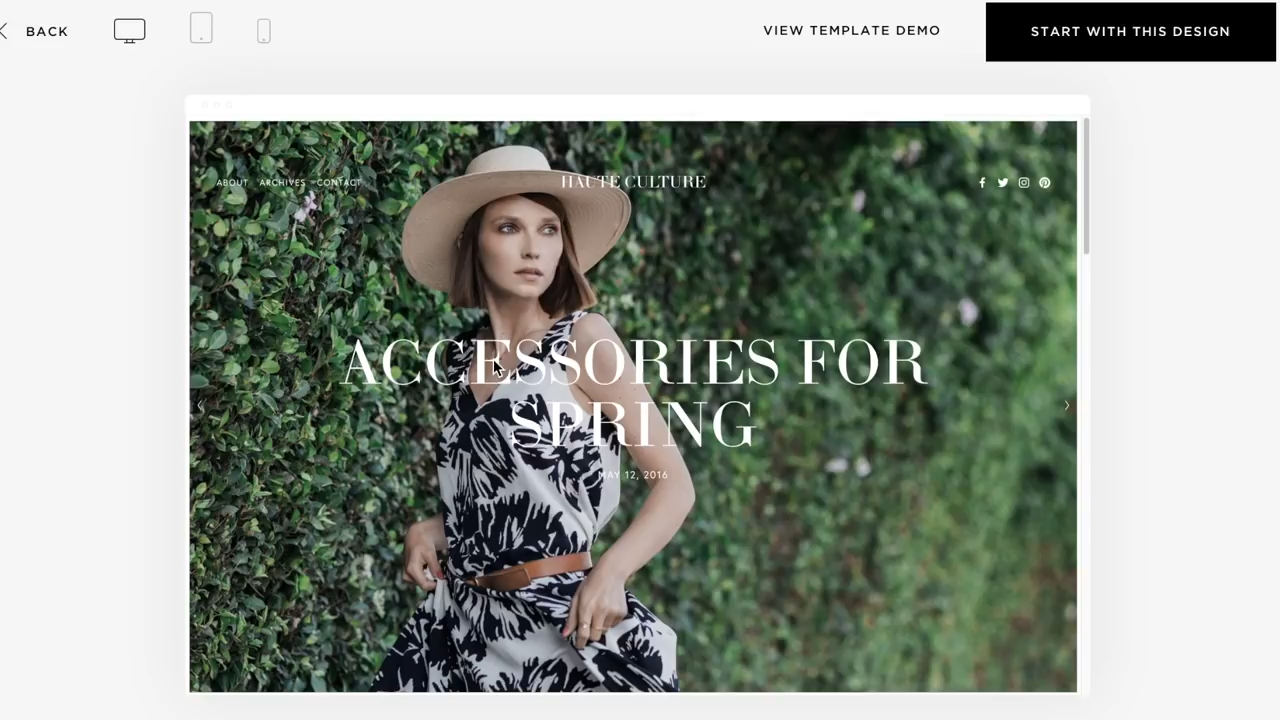 BACK
VIEW TEMPLATE DEMO
START WITH THIS DESIGN
ABOUT ARCHIVES CONTACT
HAUTE CULTURE
ACCESSORIES FOR
SPRING
MAY 12, 2016